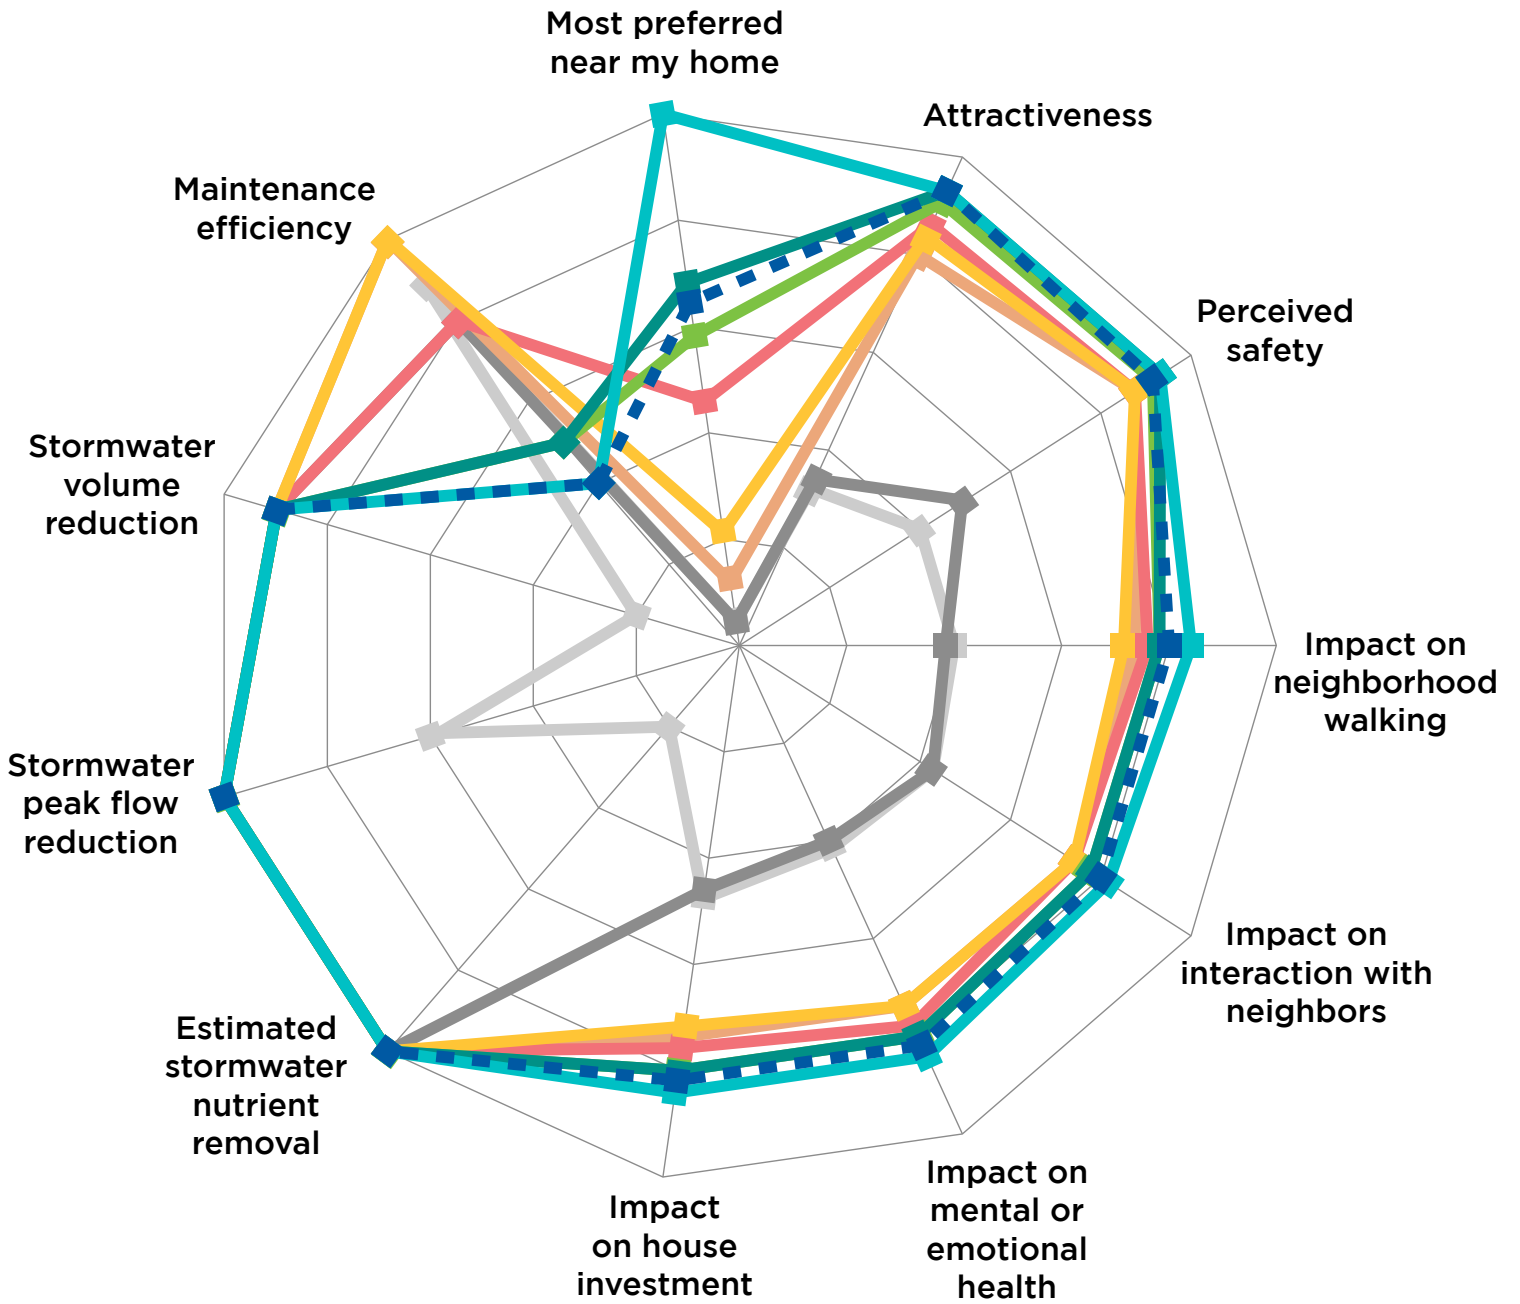 Most preferred
near my home
Attractiveness
Perceived
safety
Impact on
neighborhood
walking
Impact on
interaction with
neighbors
Impact on
mental or
emotional
health
Impact
on house
investment
Estimated
stormwater
nutrient
removal
Stormwater
peak flow
reduction
Stormwater
volume
reduction
Maintenance
efficiency